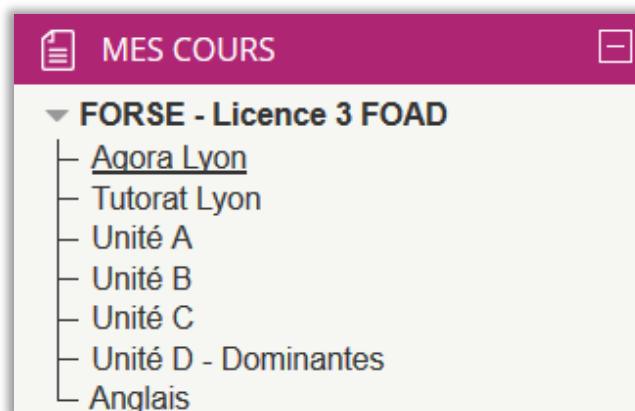 MES COURS
FORSE - Licence 3 FOAD
Agora Lyon
Tutorat Lyon
Unité A
Unité B
Unité C
Unité D - Dominantes
Anglais